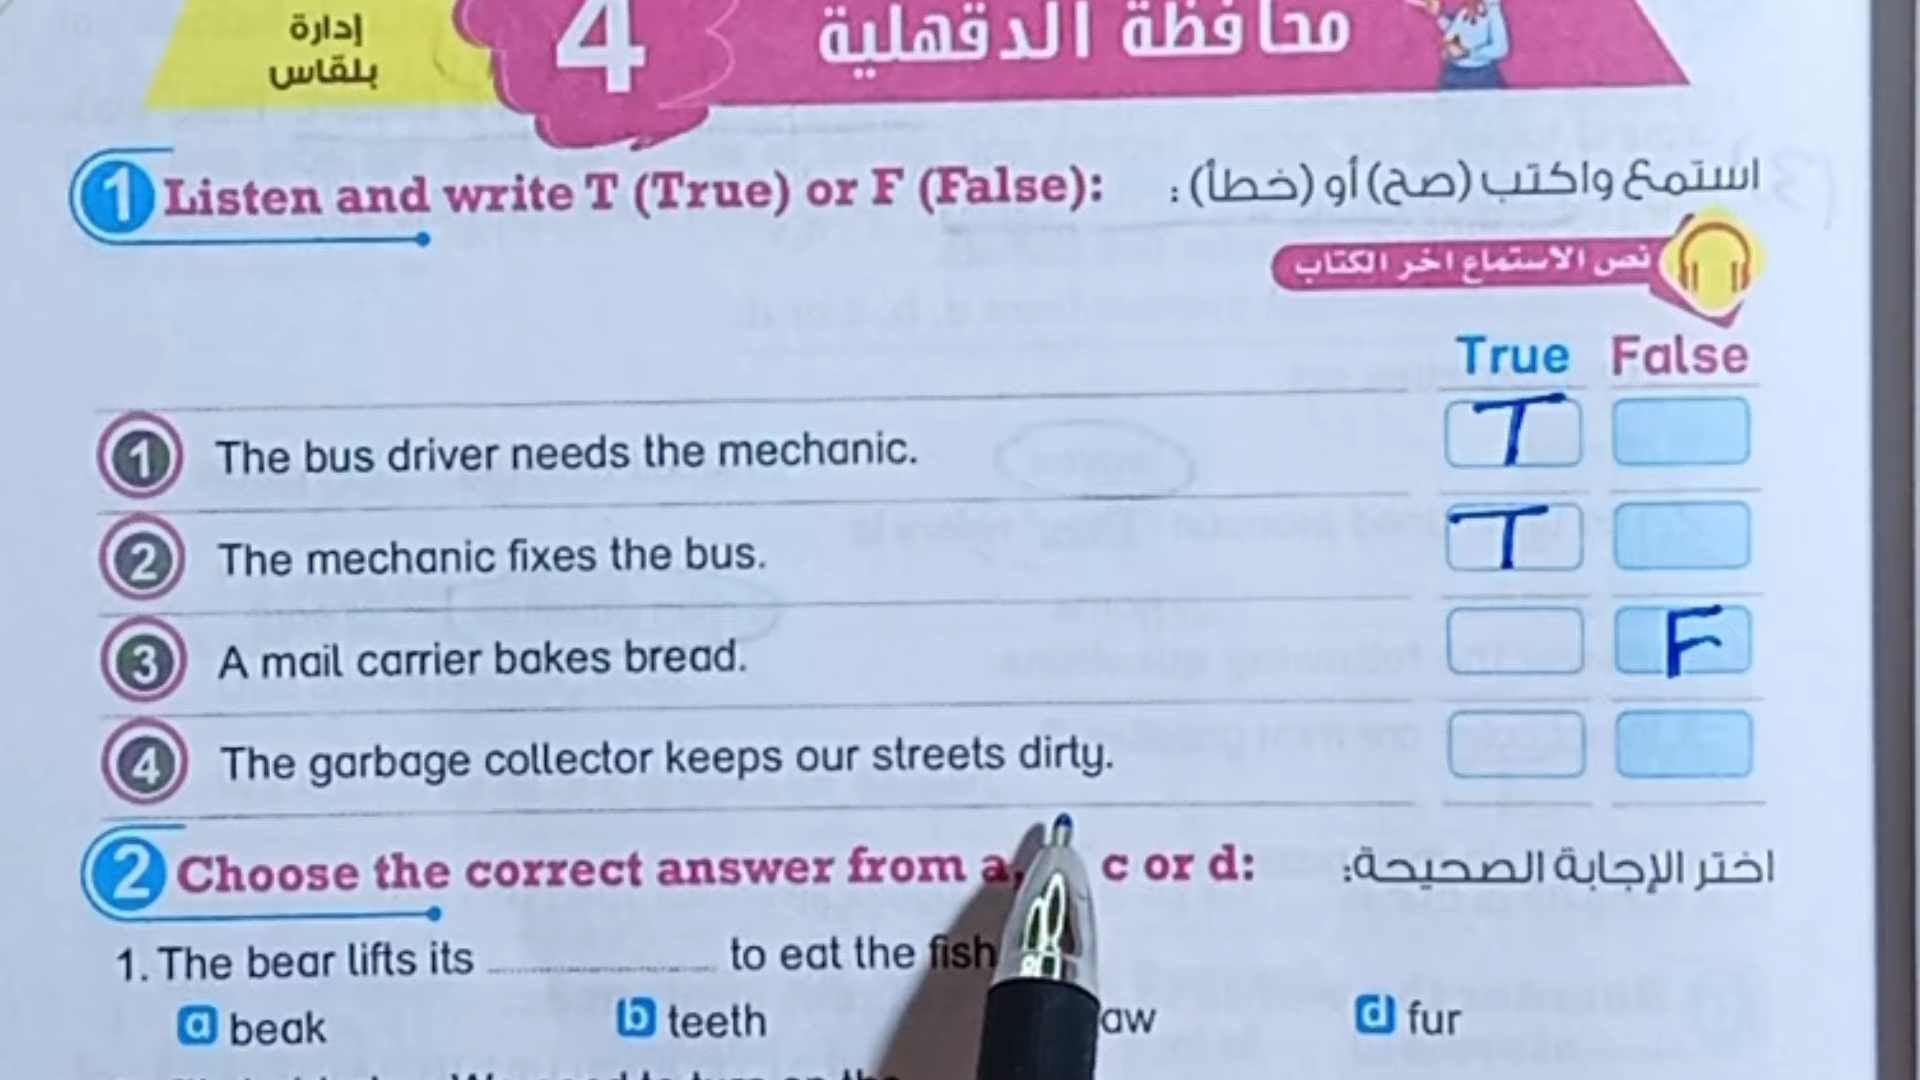 إدارة
بلقاس
4
محافظة الدقهلية
1 Listen and write T (True) or F (False):
استمع واكتب (صح) أو (خطأ) :
نص الاستماع اخر الكتاب
True False
1 The bus driver needs the mechanic. T
2 The mechanic fixes the bus. T
3 A mail carrier bakes bread. F
4 The garbage collector keeps our streets dirty.
2 Choose the correct answer from a, c or d:
اختر الإجابة الصحيحة:
1. The bear lifts its to eat the fish
a beak b teeth d fur